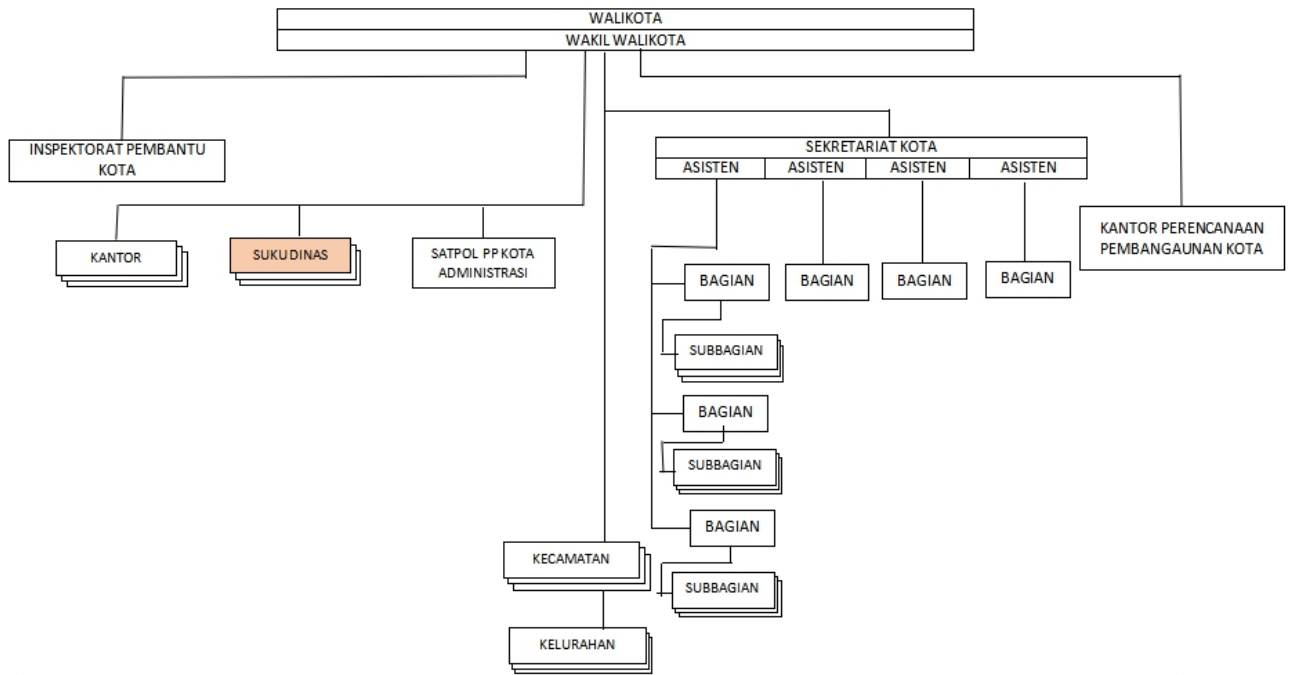 WALIKOTA
WAKIL WALIKOTA
INSPEKTORAT PEMBANTU
KOTA
SEKRETARIAT KOTA
ASISTEN ASISTEN ASISTEN ASISTEN
KANTOR
SUKU DINAS
SATPOL PP KOTA
ADMINISTRASI
KANTOR PERENCANAAN
PEMBANGAUNAN KOTA
BAGIAN BAGIAN BAGIAN BAGIAN
SUBBAGIAN
BAGIAN
SUBBAGIAN
BAGIAN
KECAMATAN
SUBBAGIAN
KELURAHAN